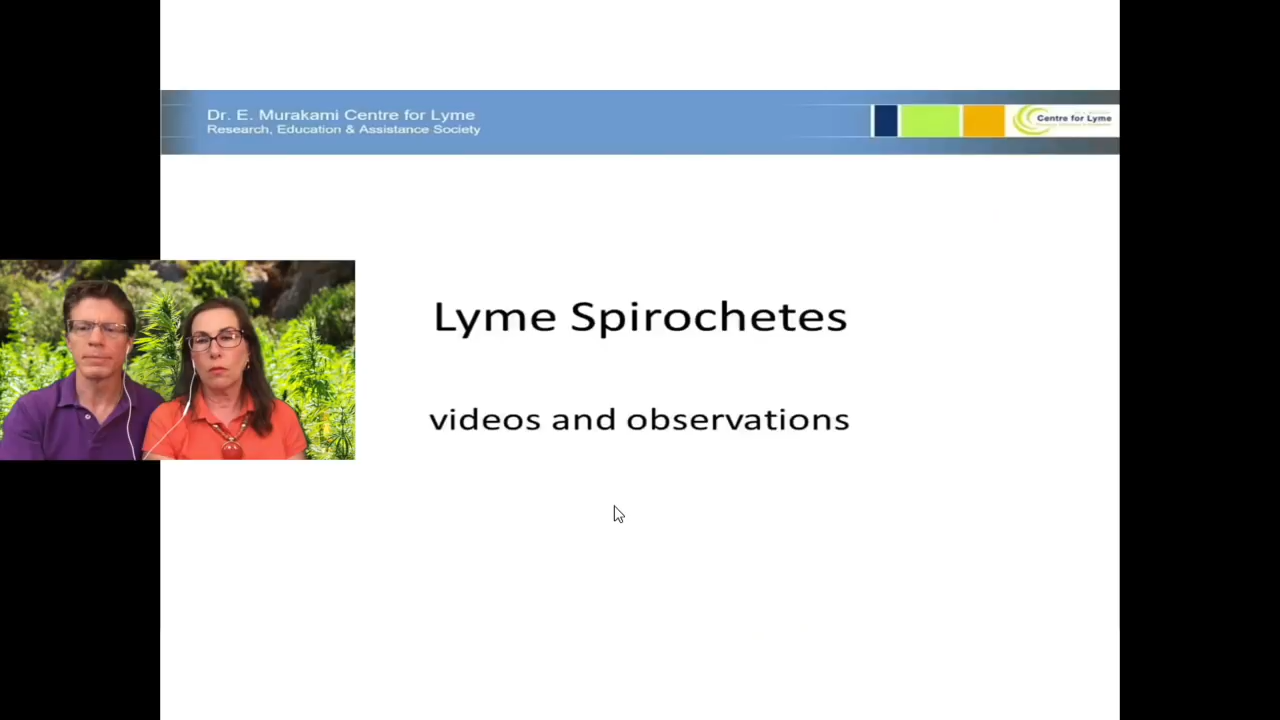 Dr. E. Murakami Centre for Lyme
Research, Education & Assistance Society
Centre for Lyme
Lyme Spirochetes
videos and observations